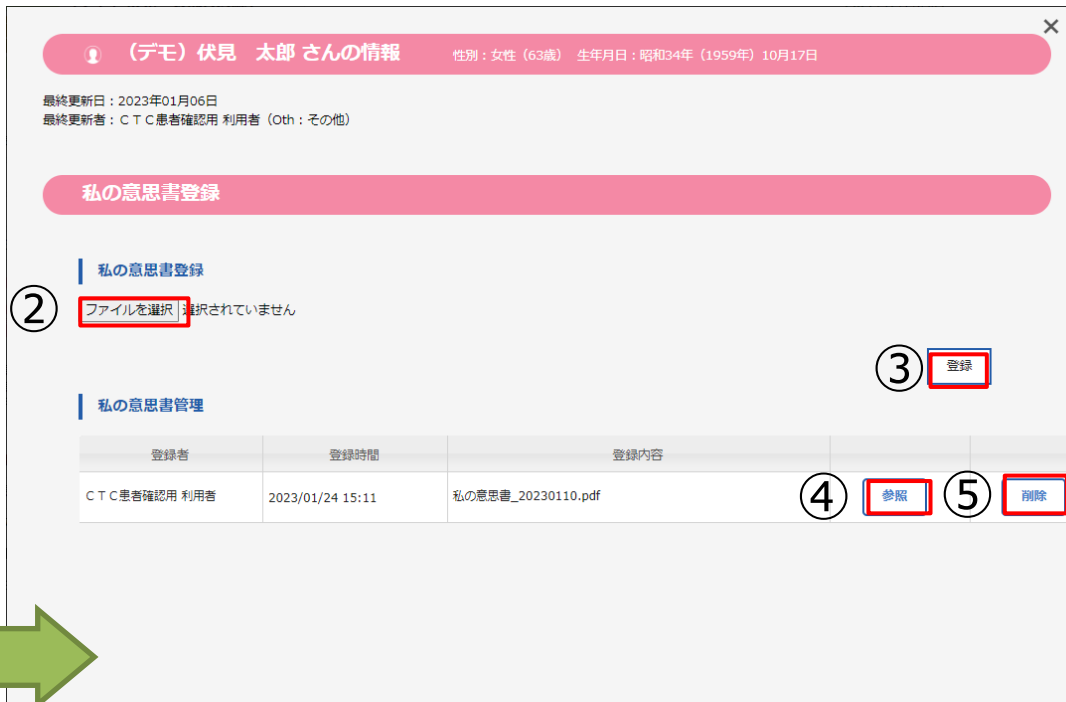 ×
（デモ）伏見　太郎 さんの情報　性別：女性（63歳）　生年月日：昭和34年（1959年）10月17日
最終更新日：2023年01月06日
最終更新者：ＣＴＣ患者確認用 利用者（Oth：その他）
私の意思書登録
私の意思書登録
② ファイルを選択 選択されていません
③ 登録
私の意思書管理
登録者　登録時間　登録内容
ＣＴＣ患者確認用 利用者　2023/01/24 15:11　私の意思書_20230110.pdf　④ 参照　⑤ 削除